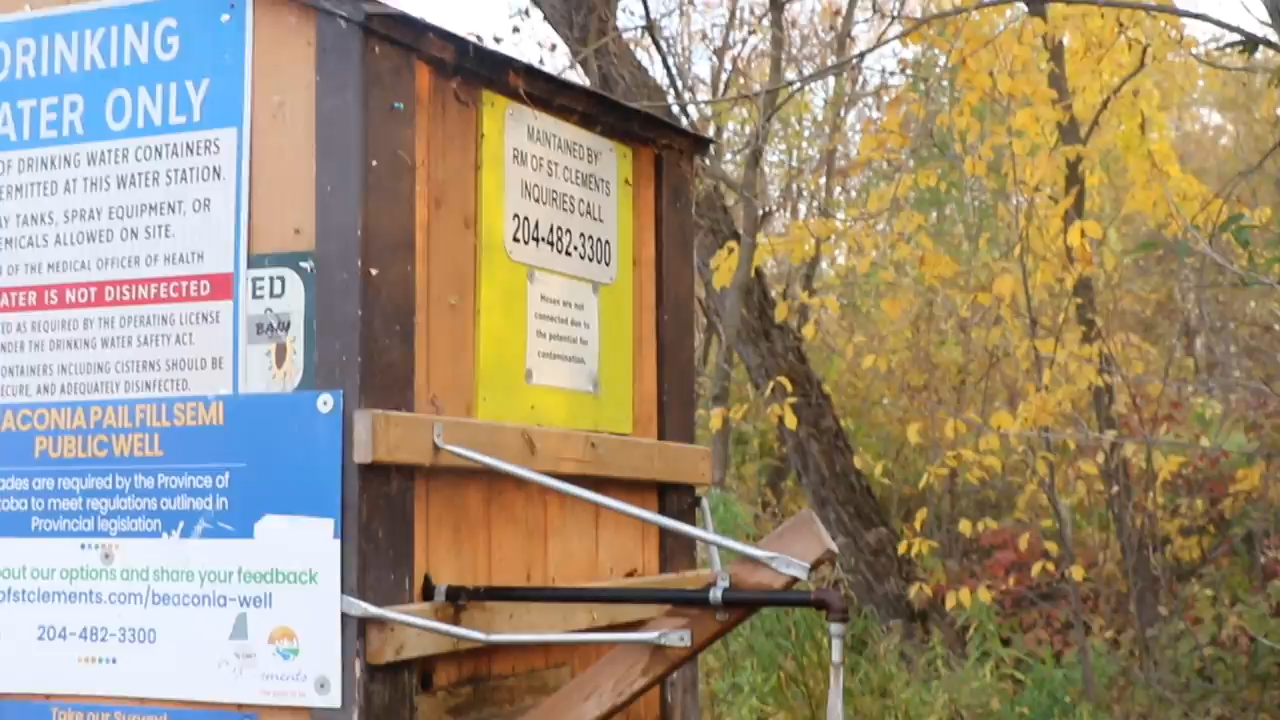 DRINKING
ATER ONLY
OF DRINKING WATER CONTAINERS
ERMITTED AT THIS WATER STATION.
AY TANKS, SPRAY EQUIPMENT, OR
EMICALS ALLOWED ON SITE.
N OF THE MEDICAL OFFICER OF HEALTH
ATER IS NOT DISINFECTED
ED AS REQUIRED BY THE OPERATING LICENSE
NDER THE DRINKING WATER SAFETY ACT.
ONTAINERS INCLUDING CISTERNS SHOULD BE
ECURE, AND ADEQUATELY DISINFECTED.
ED
ACONIA PAIL FILL SEMI
PUBLIC WELL
ades are required by the Province of
toba to meet regulations outlined in
Provincial legislation
out our options and share your feedback
ofstclements.com/beaconia-well
204-482-3300
ements
Take our Survey!
MAINTAINED BY
RM OF ST. CLEMENTS
INQUIRIES CALL
204-482-3300
Hoses are not
connected due to
the potential for
contamination.